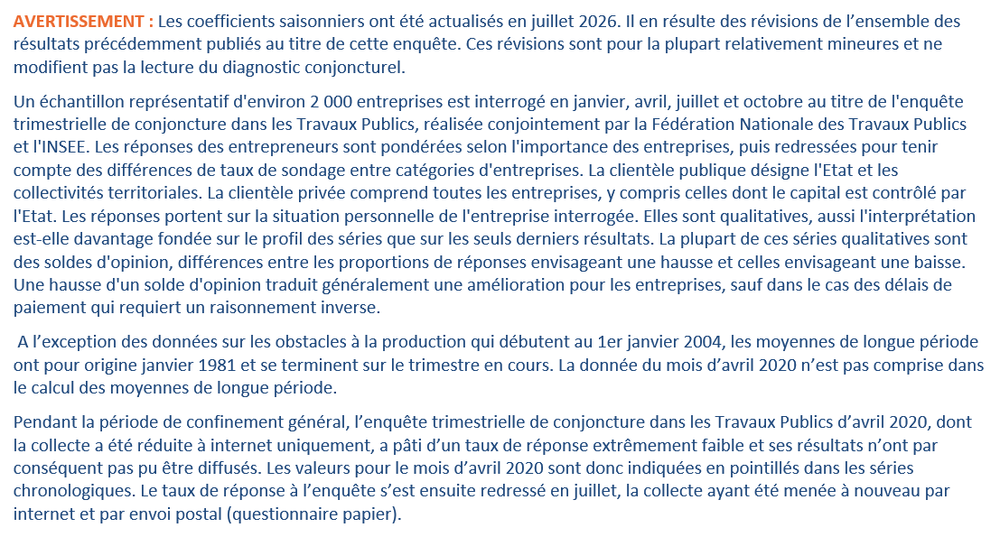 AVERTISSEMENT : Les coefficients saisonniers ont été actualisés en juillet 2026. Il en résulte des révisions de l’ensemble des
résultats précédemment publiés au titre de cette enquête. Ces révisions sont pour la plupart relativement mineures et ne
modifient pas la lecture du diagnostic conjoncturel.
Un échantillon représentatif d'environ 2 000 entreprises est interrogé en janvier, avril, juillet et octobre au titre de l'enquête
trimestrielle de conjoncture dans les Travaux Publics, réalisée conjointement par la Fédération Nationale des Travaux Publics
et l'INSEE. Les réponses des entrepreneurs sont pondérées selon l'importance des entreprises, puis redressées pour tenir
compte des différences de taux de sondage entre catégories d'entreprises. La clientèle publique désigne l'Etat et les
collectivités territoriales. La clientèle privée comprend toutes les entreprises, y compris celles dont le capital est contrôlé par
l'Etat. Les réponses portent sur la situation personnelle de l'entreprise interrogée. Elles sont qualitatives, aussi l'interprétation
est-elle davantage fondée sur le profil des séries que sur les seuls derniers résultats. La plupart de ces séries qualitatives sont
des soldes d'opinion, différences entre les proportions de réponses envisageant une hausse et celles envisageant une baisse.
Une hausse d'un solde d'opinion traduit généralement une amélioration pour les entreprises, sauf dans le cas des délais de
paiement qui requiert un raisonnement inverse.
A l’exception des données sur les obstacles à la production qui débutent au 1er janvier 2004, les moyennes de longue période
ont pour origine janvier 1981 et se terminent sur le trimestre en cours. La donnée du mois d’avril 2020 n’est pas comprise dans
le calcul des moyennes de longue période.
Pendant la période de confinement général, l’enquête trimestrielle de conjoncture dans les Travaux Publics d’avril 2020, dont
la collecte a été réduite à internet uniquement, a pâti d’un taux de réponse extrêmement faible et ses résultats n’ont par
conséquent pas pu être diffusés. Les valeurs pour le mois d’avril 2020 sont donc indiquées en pointillés dans les séries
chronologiques. Le taux de réponse à l’enquête s’est ensuite redressé en juillet, la collecte ayant été menée à nouveau par
internet et par envoi postal (questionnaire papier).